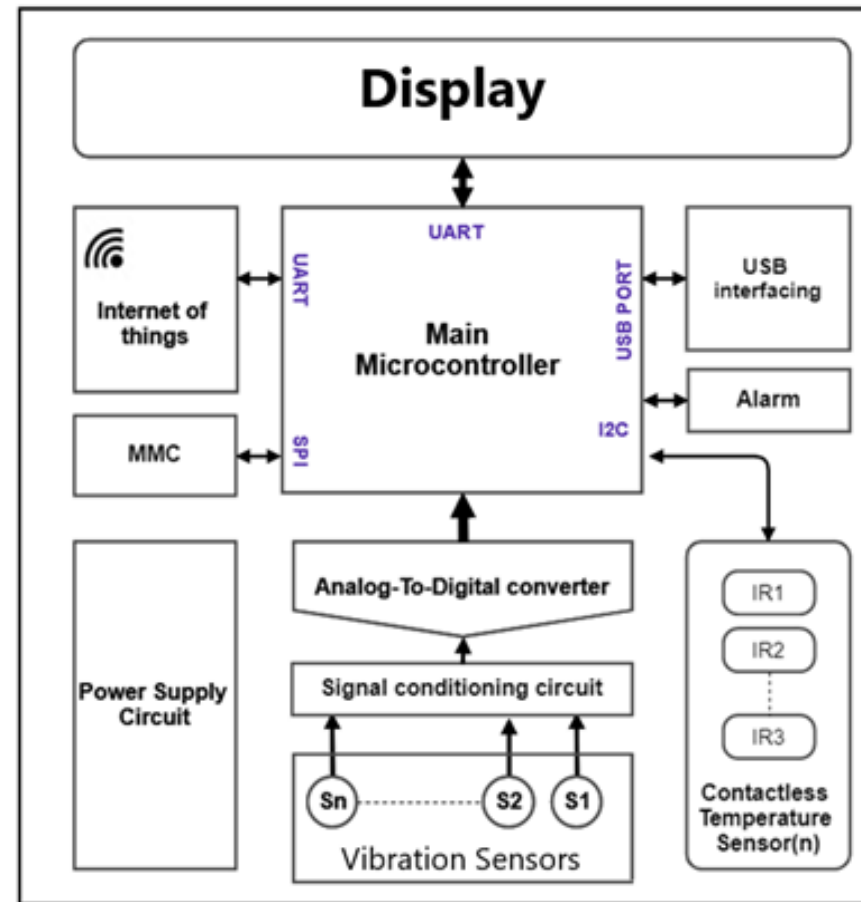 Display
UART
Internet of
things
UART
Main
Microcontroller
USB PORT
USB
interfacing
Alarm
MMC
SPI
I2C
Analog-To-Digital converter
IR1
IR2
IR3
Contactless
Temperature
Sensor(n)
Power Supply
Circuit
Signal conditioning circuit
Sn
S2
S1
Vibration Sensors